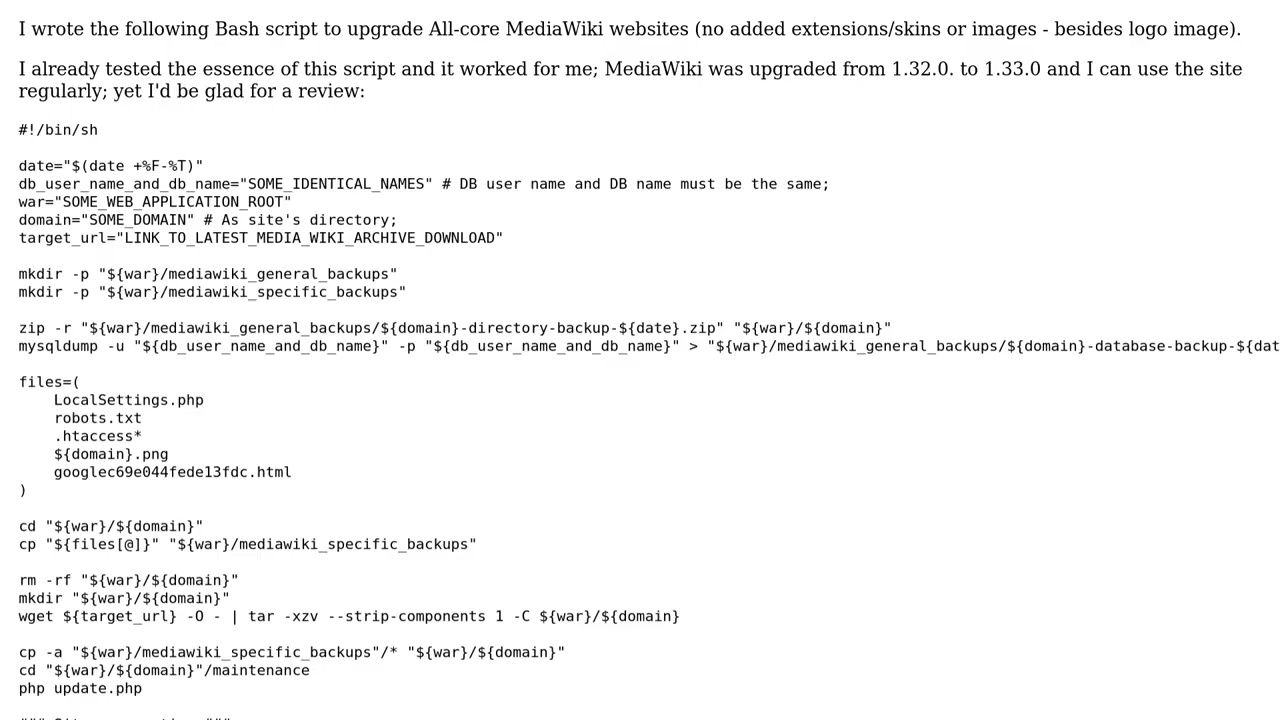 I wrote the following Bash script to upgrade All-core MediaWiki websites (no added extensions/skins or images - besides logo image).
I already tested the essence of this script and it worked for me; MediaWiki was upgraded from 1.32.0. to 1.33.0 and I can use the site
regularly; yet I'd be glad for a review:
#!/bin/sh
date="$(date +%F-%T)"
db_user_name_and_db_name="SOME_IDENTICAL_NAMES" # DB user name and DB name must be the same;
war="SOME_WEB_APPLICATION_ROOT"
domain="SOME_DOMAIN" # As site's directory;
target_url="LINK_TO_LATEST_MEDIA_WIKI_ARCHIVE_DOWNLOAD"
mkdir -p "${war}/mediawiki_general_backups"
mkdir -p "${war}/mediawiki_specific_backups"
zip -r "${war}/mediawiki_general_backups/${domain}-directory-backup-${date}.zip" "${war}/${domain}"
mysqldump -u "${db_user_name_and_db_name}" -p "${db_user_name_and_db_name}" > "${war}/mediawiki_general_backups/${domain}-database-backup-${dat
files=(
    LocalSettings.php
    robots.txt
    .htaccess*
    ${domain}.png
    googlec69e044fede13fdc.html
)
cd "${war}/${domain}"
cp "${files[@]}" "${war}/mediawiki_specific_backups"
rm -rf "${war}/${domain}"
mkdir "${war}/${domain}"
wget ${target_url} -O - | tar -xzv --strip-components 1 -C ${war}/${domain}
cp -a "${war}/mediawiki_specific_backups"/* "${war}/${domain}"
cd "${war}/${domain}"/maintenance
php update.php